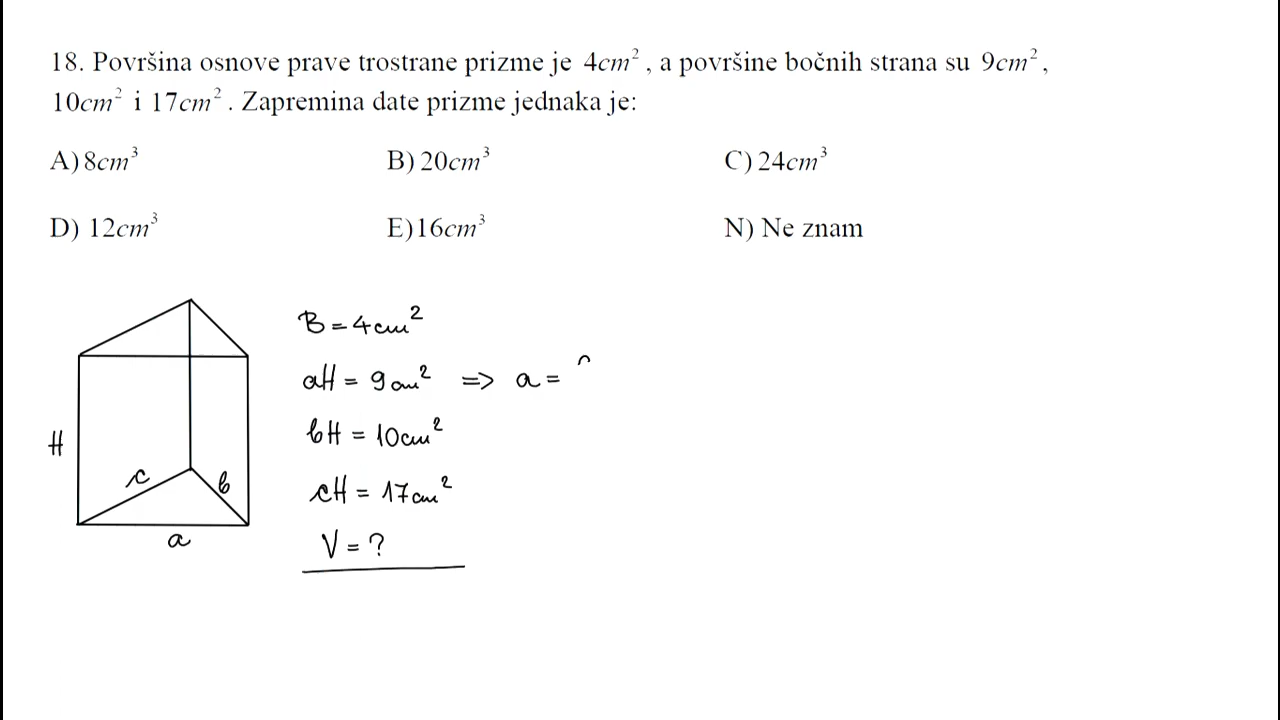 18. Površina osnove prave trostrane prizme je 4cm², a površine bočnih strana su 9cm²,
10cm² i 17cm². Zapremina date prizme jednaka je:
A) 8cm³ B) 20cm³ C) 24cm³
D) 12cm³ E) 16cm³ N) Ne znam
B = 4cm²
aH = 9cm² => a =
bH = 10cm²
cH = 17cm²
V = ?
H
c
b
a